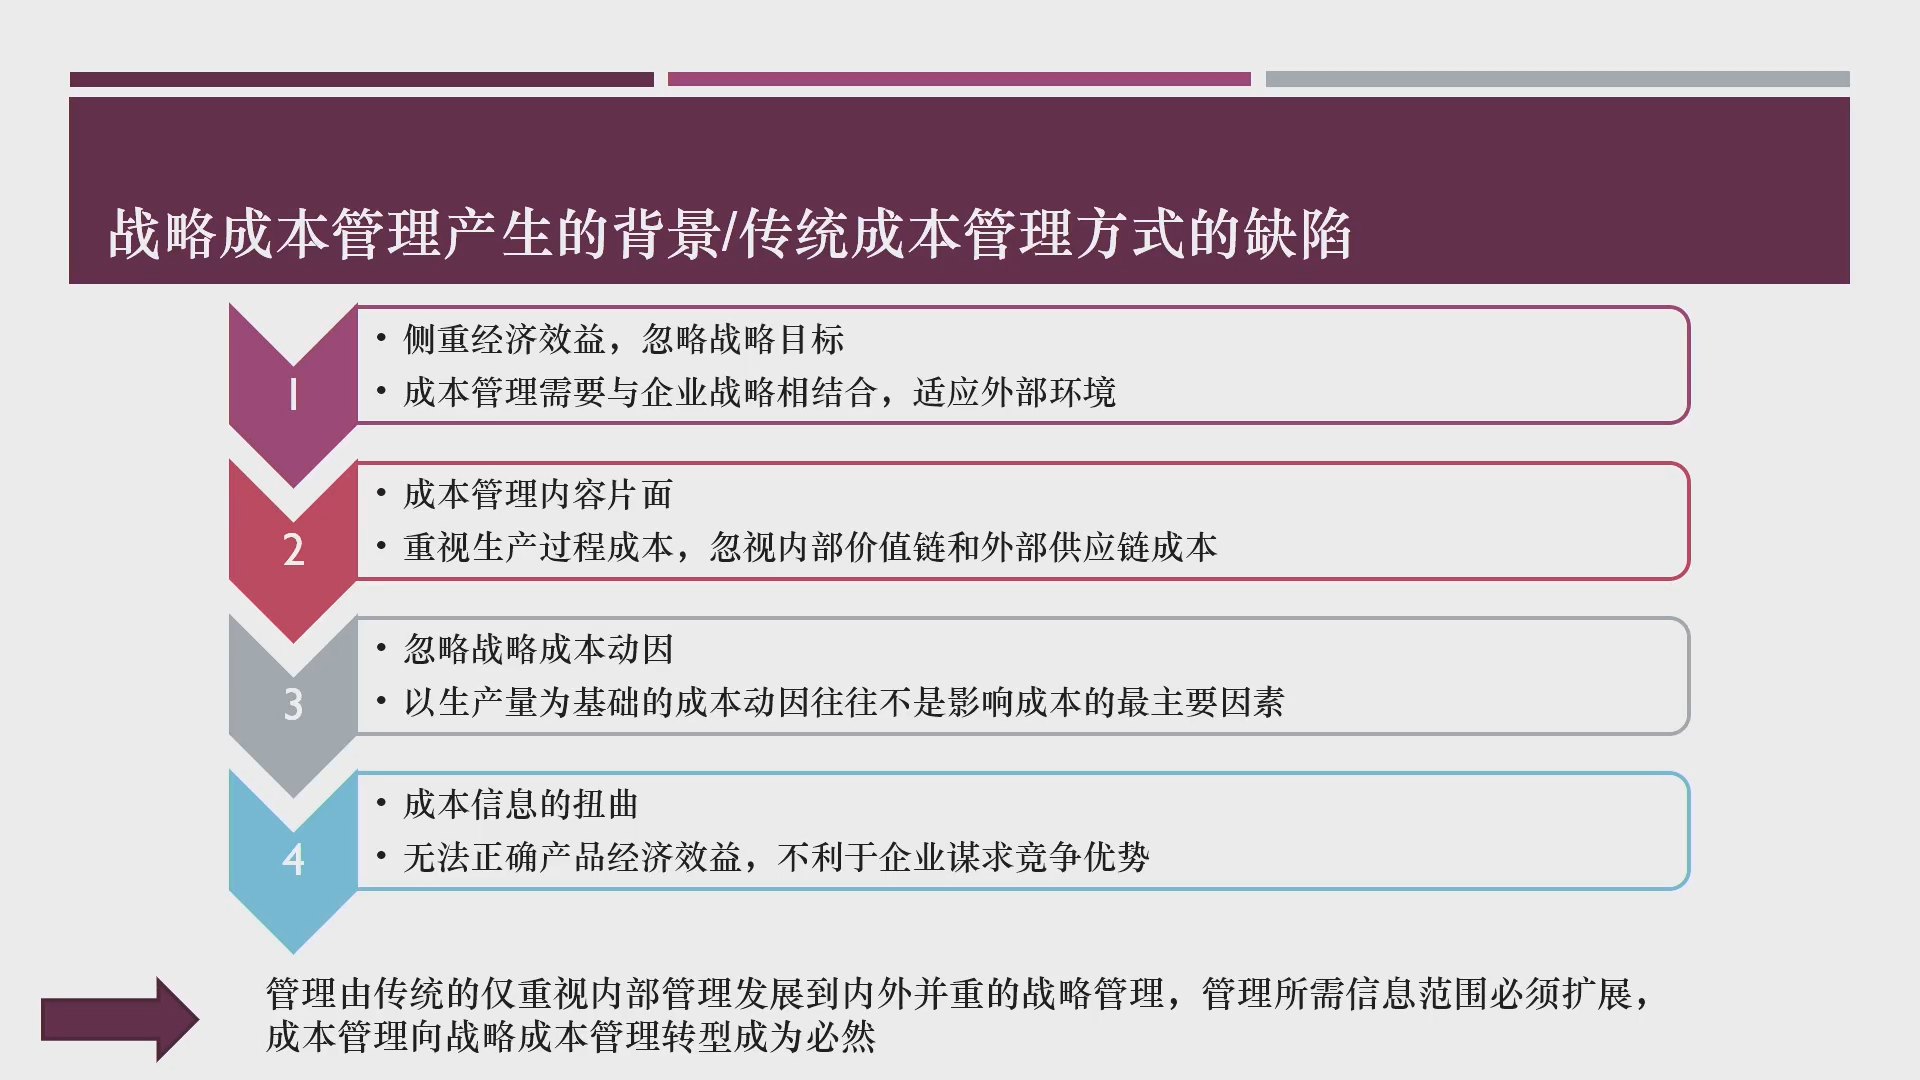 战略成本管理产生的背景/传统成本管理方式的缺陷
1
• 侧重经济效益，忽略战略目标
• 成本管理需要与企业战略相结合，适应外部环境
2
• 成本管理内容片面
• 重视生产过程成本，忽视内部价值链和外部供应链成本
3
• 忽略战略成本动因
• 以生产量为基础的成本动因往往不是影响成本的最主要因素
4
• 成本信息的扭曲
• 无法正确产品经济效益，不利于企业谋求竞争优势
管理由传统的仅重视内部管理发展到内外并重的战略管理，管理所需信息范围必须扩展，
成本管理向战略成本管理转型成为必然